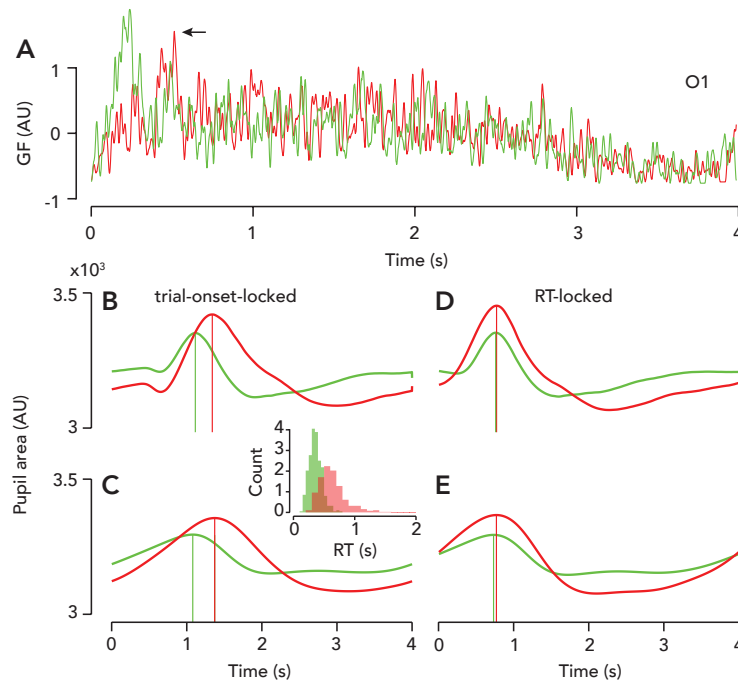 A
O1
GF (AU)
1
0
-1
0 1 2 3 4
Time (s)
x10³
B trial-onset-locked
D RT-locked
3.5
3
Pupil area (AU)
C
E
3.5
3
Count
4
3
2
1
0
0 1 2
RT (s)
0 1 2 3 4
Time (s)
0 1 2 3 4
Time (s)